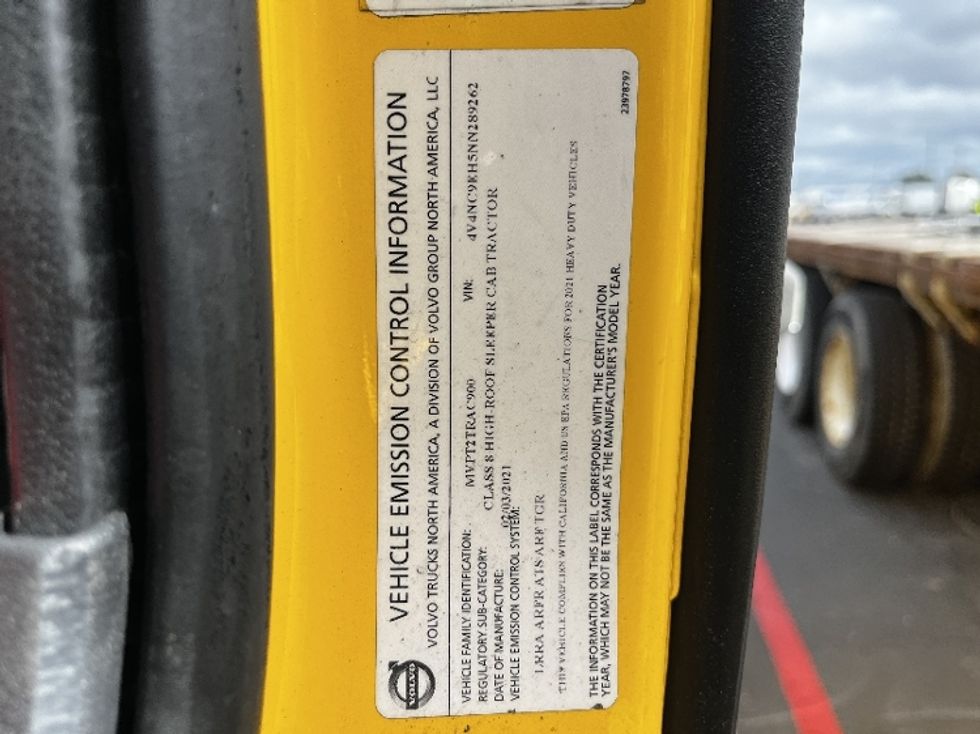 VEHICLE EMISSION CONTROL INFORMATION
VOLVO TRUCKS NORTH AMERICA, A DIVISION OF VOLVO GROUP NORTH AMERICA, LLC
VOLVO
VEHICLE FAMILY IDENTIFICATION: MVPT2TRAC900 VIN: 4V4NC9EH5NN289262
REGULATORY SUB-CATEGORY: CLASS 8 HIGH-ROOF SLEEPER CAB TRACTOR
DATE OF MANUFACTURE: 02/03/2021
VEHICLE EMISSION CONTROL SYSTEM:
LRRA ARFR ATS ARF TGR
THIS VEHICLE COMPLIES WITH CALIFORNIA AND US EPA REGULATIONS FOR 2021 HEAVY DUTY VEHICLES
THE INFORMATION ON THIS LABEL CORRESPONDS WITH THE CERTIFICATION
YEAR, WHICH MAY NOT BE THE SAME AS THE MANUFACTURER'S MODEL YEAR.
23978797